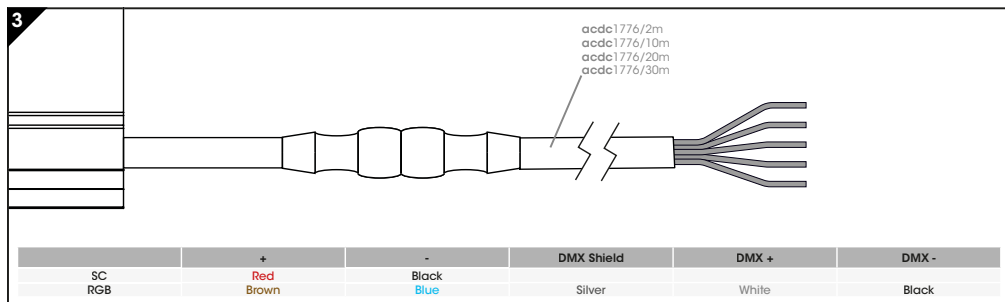 3
acdc1776/2m
acdc1776/10m
acdc1776/20m
acdc1776/30m
+ - DMX Shield DMX + DMX -
SC Red Black
RGB Brown Blue Silver White Black